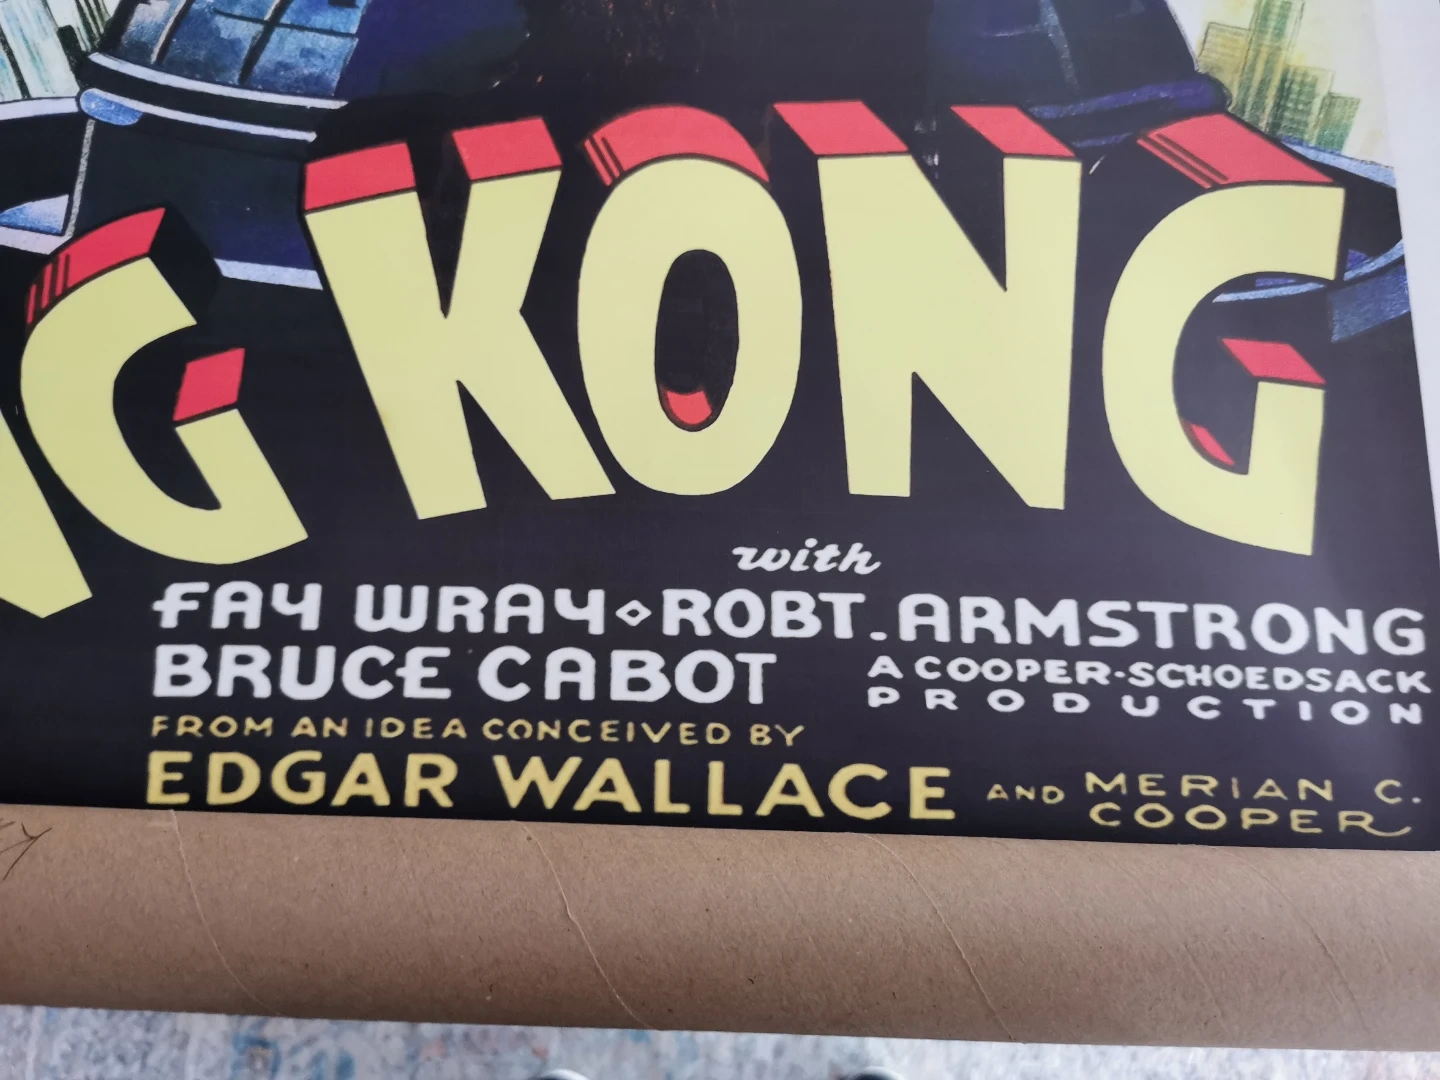 NG KONG
with
FAY WRAY ⋄ ROBT. ARMSTRONG
BRUCE CABOT
A COOPER-SCHOEDSACK
PRODUCTION
FROM AN IDEA CONCEIVED BY
EDGAR WALLACE AND MERIAN C.
COOPER